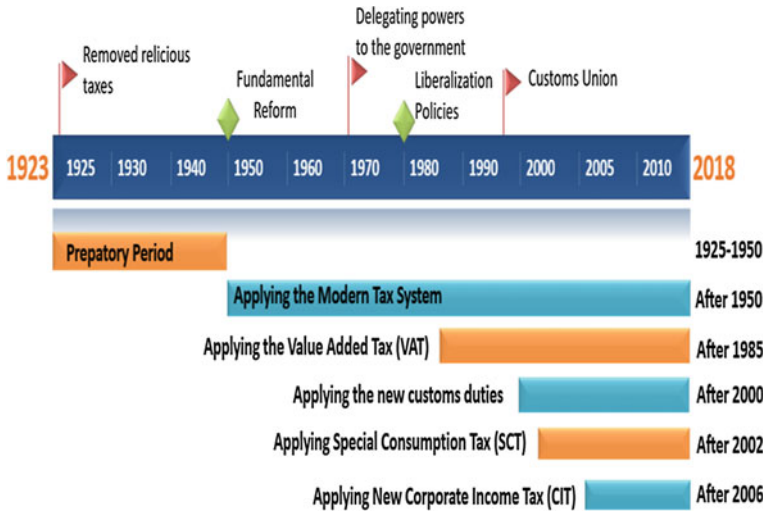 Delegating powers
to the government
Removed relicious
taxes
Fundamental
Reform
Liberalization
Policies
Customs Union
1923 1925 1930 1940 1950 1960 1970 1980 1990 2000 2005 2010 2018
Prepatory Period 1925-1950
Applying the Modern Tax System After 1950
Applying the Value Added Tax (VAT) After 1985
Applying the new customs duties After 2000
Applying Special Consumption Tax (SCT) After 2002
Applying New Corporate Income Tax (CIT) After 2006